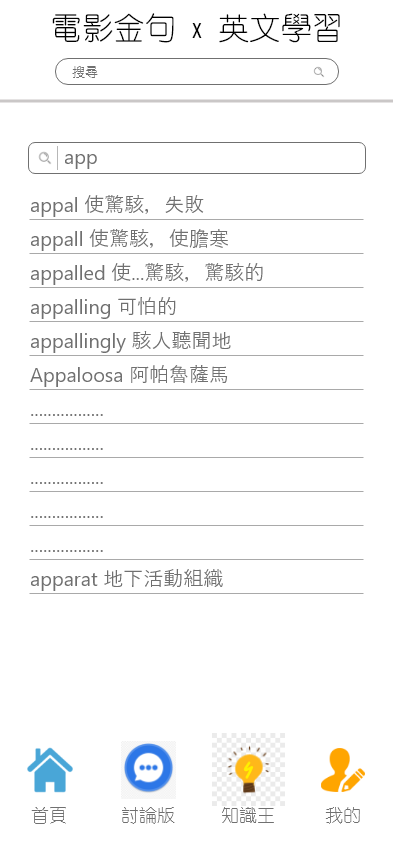 電影金句 x 英文學習
搜尋
app
appal 使驚駭，失敗
appall 使驚駭，使膽寒
appalled 使...驚駭，驚駭的
appalling 可怕的
appallingly 駭人聽聞地
Appaloosa 阿帕魯薩馬
.................
.................
.................
.................
.................
apparat 地下活動組織
首頁 討論版 知識王 我的